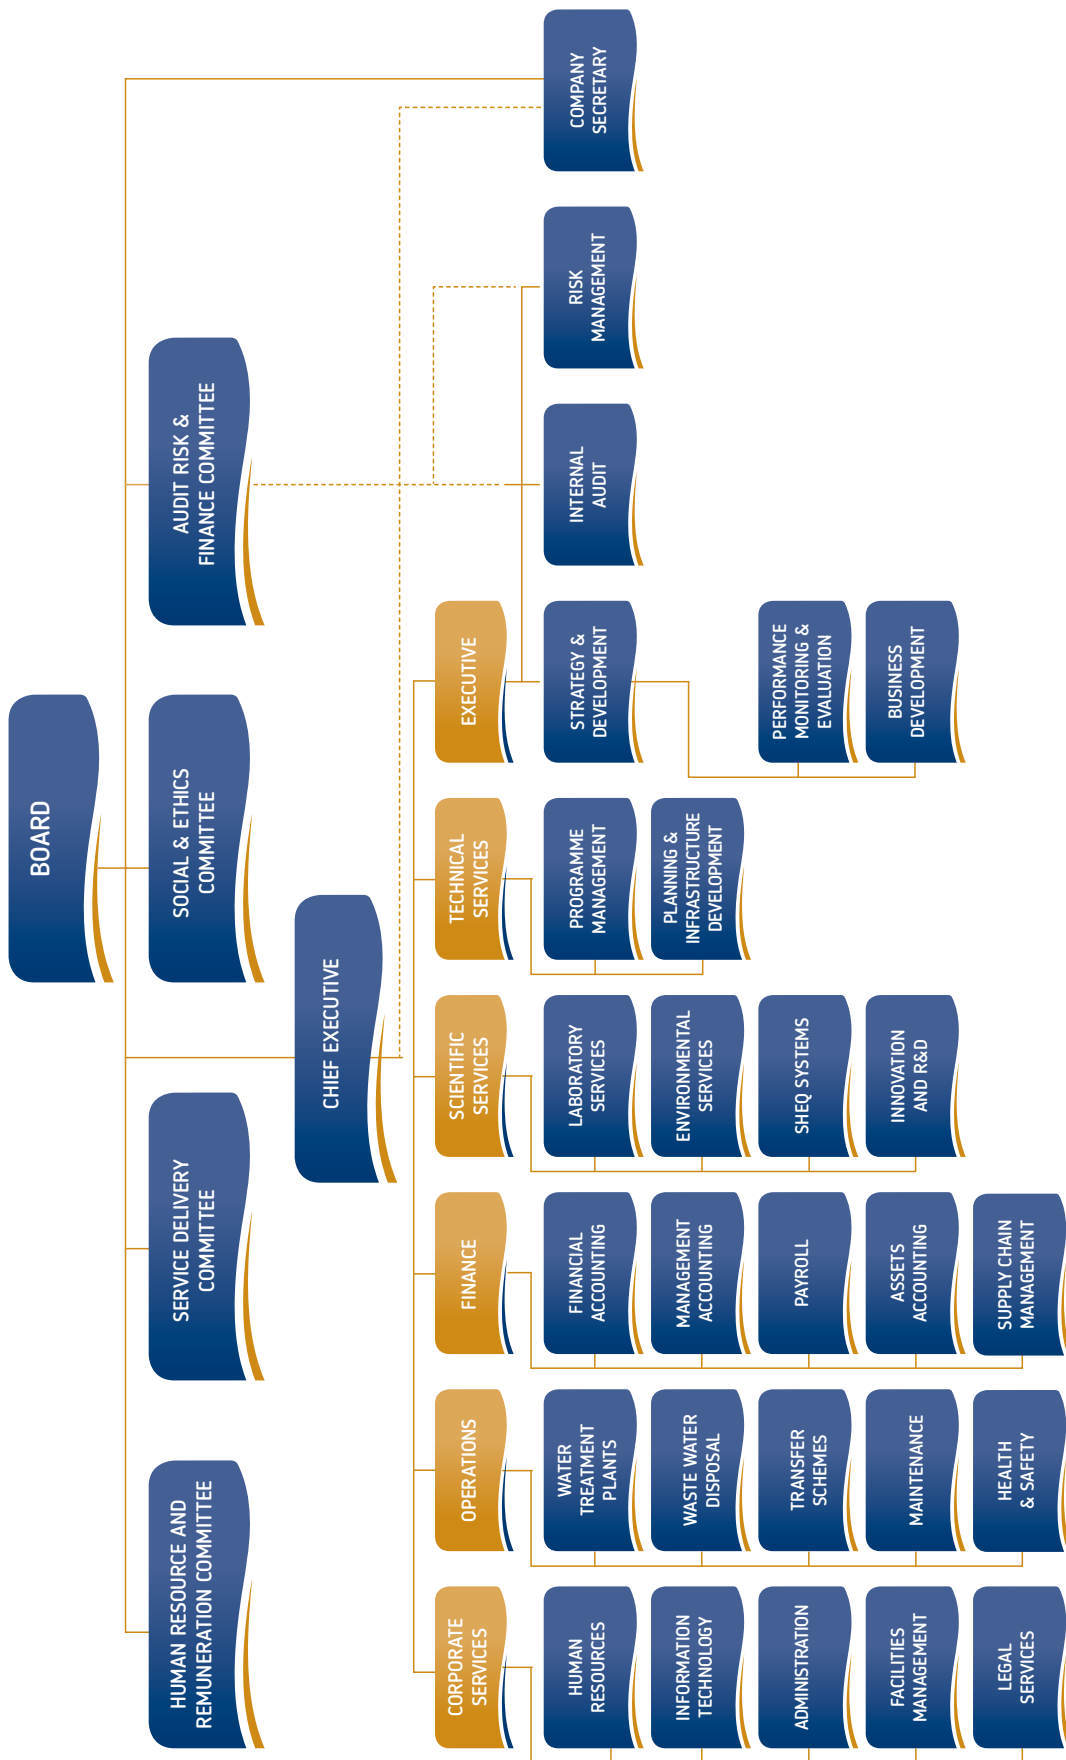 BOARD
HUMAN RESOURCE AND
REMUNERATION COMMITTEE
SERVICE DELIVERY
COMMITTEE
SOCIAL & ETHICS
COMMITTEE
AUDIT RISK &
FINANCE COMMITTEE
CHIEF EXECUTIVE
CORPORATE
SERVICES
OPERATIONS
FINANCE
SCIENTIFIC
SERVICES
TECHNICAL
SERVICES
EXECUTIVE
HUMAN
RESOURCES
WATER
TREATMENT
PLANTS
FINANCIAL
ACCOUNTING
LABORATORY
SERVICES
PROGRAMME
MANAGEMENT
STRATEGY &
DEVELOPMENT
INTERNAL
AUDIT
RISK
MANAGEMENT
COMPANY
SECRETARY
INFORMATION
TECHNOLOGY
WASTE WATER
DISPOSAL
MANAGEMENT
ACCOUNTING
ENVIRONMENTAL
SERVICES
PLANNING &
INFRASTRUCTURE
DEVELOPMENT
ADMINISTRATION
TRANSFER
SCHEMES
PAYROLL
SHEQ SYSTEMS
PERFORMANCE
MONITORING &
EVALUATION
FACILITIES
MANAGEMENT
MAINTENANCE
ASSETS
ACCOUNTING
INNOVATION
AND R&D
BUSINESS
DEVELOPMENT
LEGAL
SERVICES
HEALTH
& SAFETY
SUPPLY CHAIN
MANAGEMENT